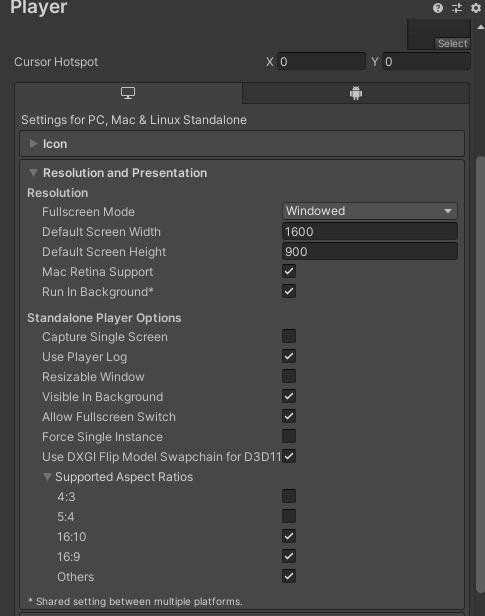 Player
Select
Cursor Hotspot X 0 Y 0
Settings for PC, Mac & Linux Standalone
Icon
Resolution and Presentation
Resolution
Fullscreen Mode Windowed
Default Screen Width 1600
Default Screen Height 900
Mac Retina Support
Run In Background*
Standalone Player Options
Capture Single Screen
Use Player Log
Resizable Window
Visible In Background
Allow Fullscreen Switch
Force Single Instance
Use DXGI Flip Model Swapchain for D3D11
Supported Aspect Ratios
4:3
5:4
16:10
16:9
Others
* Shared setting between multiple platforms.